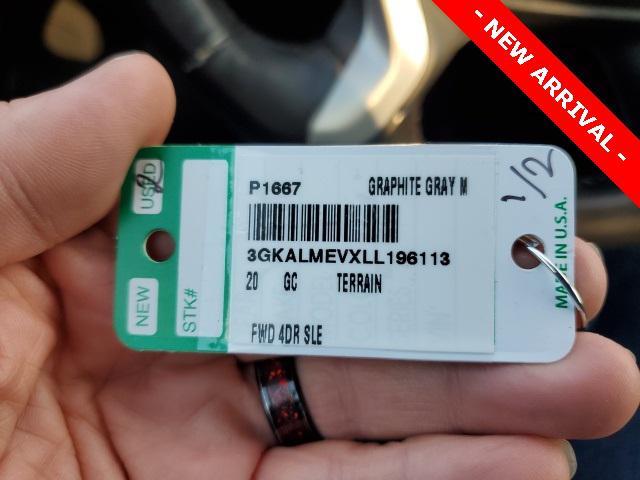 - NEW ARRIVAL -
USED
2
NEW
STK#
P1667 GRAPHITE GRAY M
3GKALMEVXLL196113
20 GC TERRAIN
FWD 4DR SLE
1/2
MADE IN U.S.A.